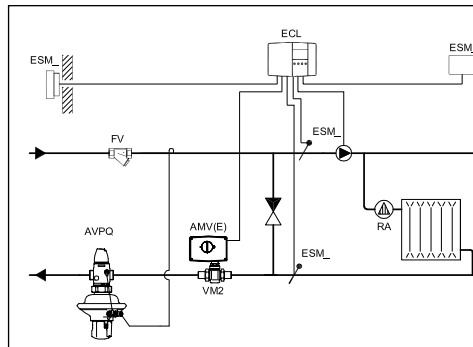 ECL
ESM_
ESM_
FV
ESM_
AVPQ
AMV(E)
RA
ESM_
VM2